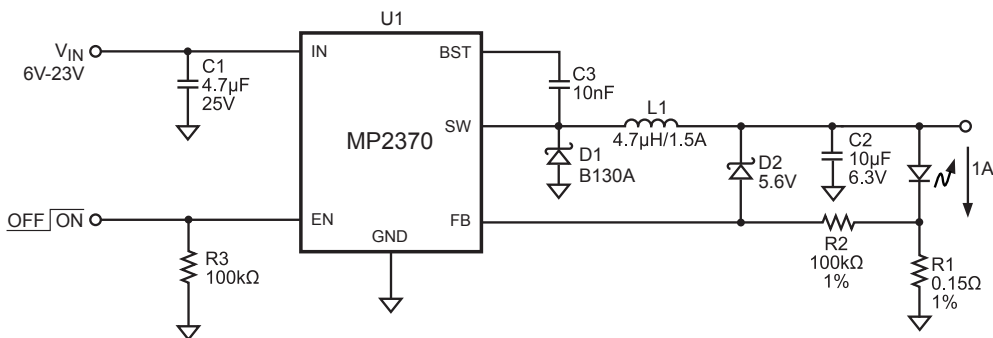 U1
V_IN
6V-23V
C1
4.7µF
25V
IN
BST
SW
MP2370
EN
FB
GND
C3
10nF
L1
4.7µH/1.5A
D1
B130A
D2
5.6V
C2
10µF
6.3V
1A
OFF ON
R3
100kΩ
R2
100kΩ
1%
R1
0.15Ω
1%